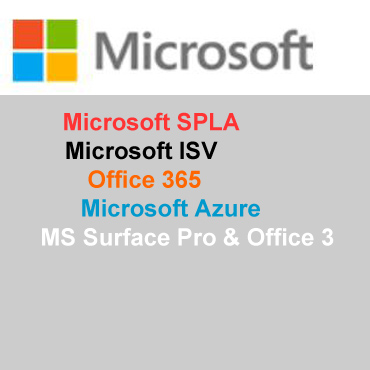 Microsoft
Microsoft SPLA
Microsoft ISV
Office 365
Microsoft Azure
MS Surface Pro & Office 3